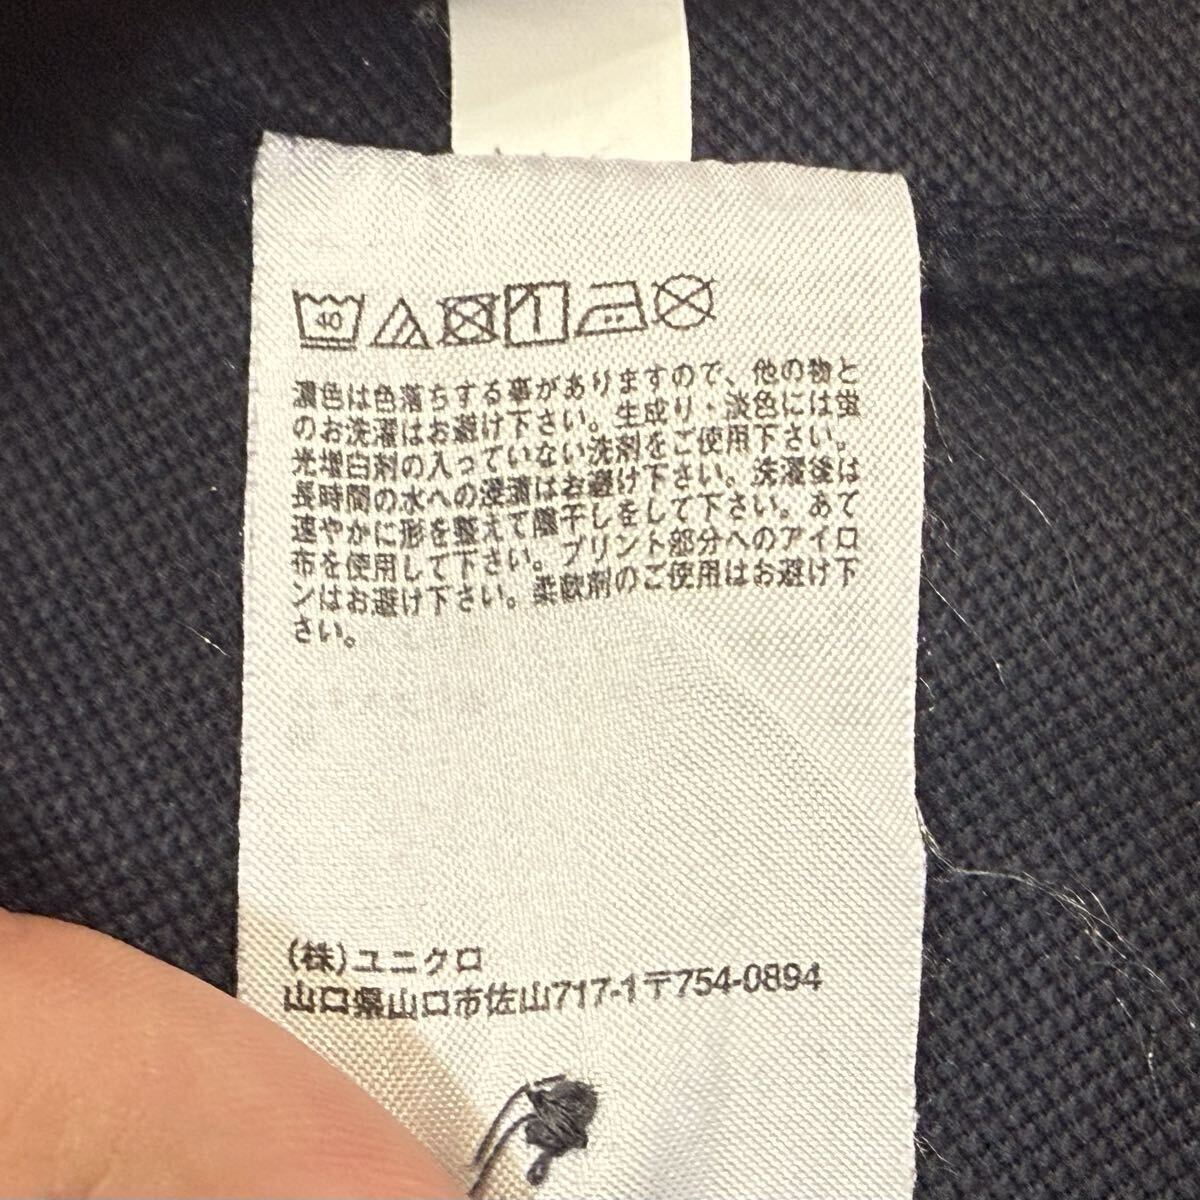 40
濃色は色落ちする事がありますので、他の物と
のお洗濯はお避け下さい。生成り・淡色には蛍
光増白剤の入っていない洗剤をご使用下さい。
長時間の水への浸漬はお避け下さい。洗濯後は
速やかに形を整えて陰干しをして下さい。あて
布を使用して下さい。プリント部分へのアイロ
ンはお避け下さい。柔軟剤のご使用はお避け下
さい。
(株)ユニクロ
山口県山口市佐山717-1〒754-0894